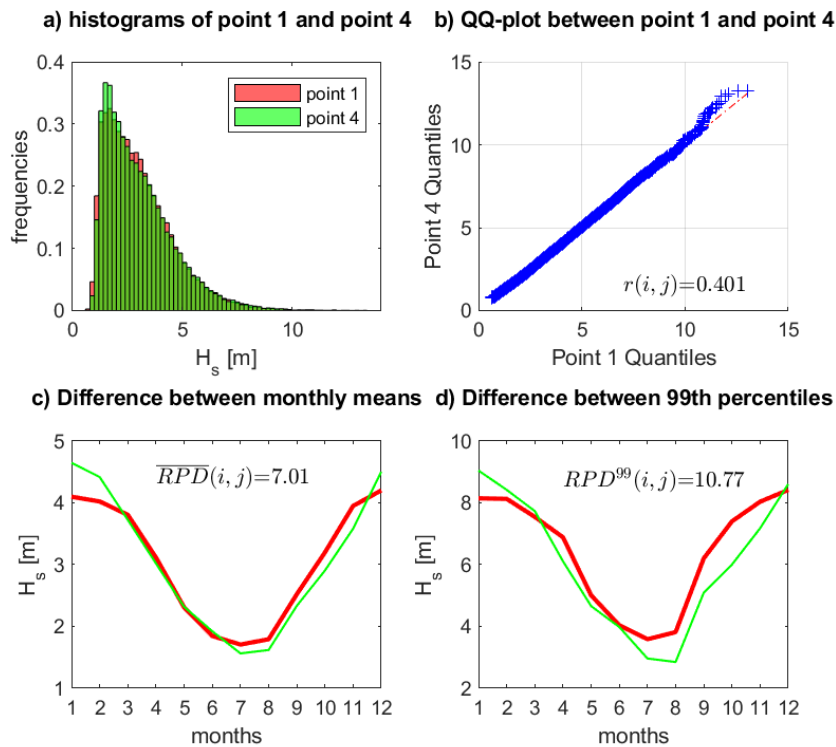 a) histograms of point 1 and point 4
0.4
0.3
0.2
0.1
0
frequencies
point 1
point 4
0
5
10
H_s [m]
b) QQ-plot between point 1 and point 4
15
10
5
0
Point 4 Quantiles
r(i, j)=0.401
0
5
10
15
Point 1 Quantiles
c) Difference between monthly means
5
4
3
2
1
H_s [m]
\overline{RPD}(i, j)=7.01
1 2 3 4 5 6 7 8 9 10 11 12
months
d) Difference between 99th percentiles
10
8
6
4
2
H_s [m]
RPD^{99}(i, j)=10.77
1 2 3 4 5 6 7 8 9 10 11 12
months